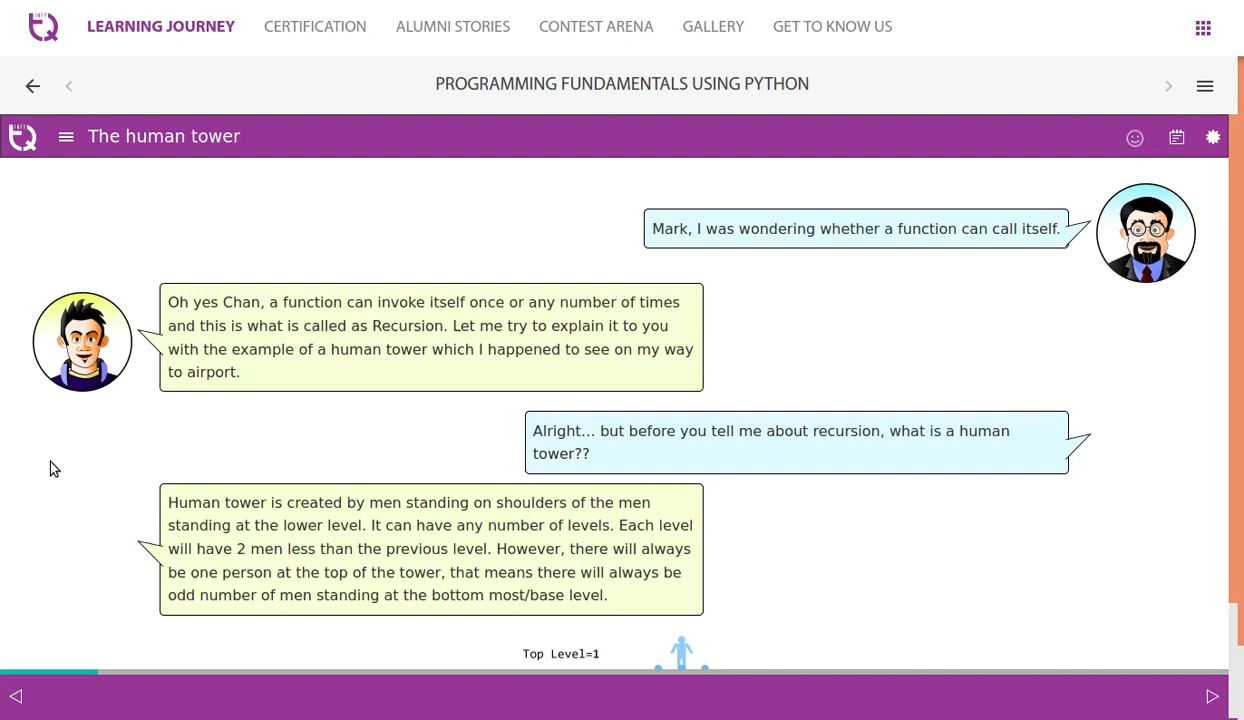 LEARNING JOURNEY CERTIFICATION ALUMNI STORIES CONTEST ARENA GALLERY GET TO KNOW US
PROGRAMMING FUNDAMENTALS USING PYTHON
The human tower
Mark, I was wondering whether a function can call itself.
Oh yes Chan, a function can invoke itself once or any number of times
and this is what is called as Recursion. Let me try to explain it to you
with the example of a human tower which I happened to see on my way
to airport.
Alright... but before you tell me about recursion, what is a human
tower??
Human tower is created by men standing on shoulders of the men
standing at the lower level. It can have any number of levels. Each level
will have 2 men less than the previous level. However, there will always
be one person at the top of the tower, that means there will always be
odd number of men standing at the bottom most/base level.
Top Level=1